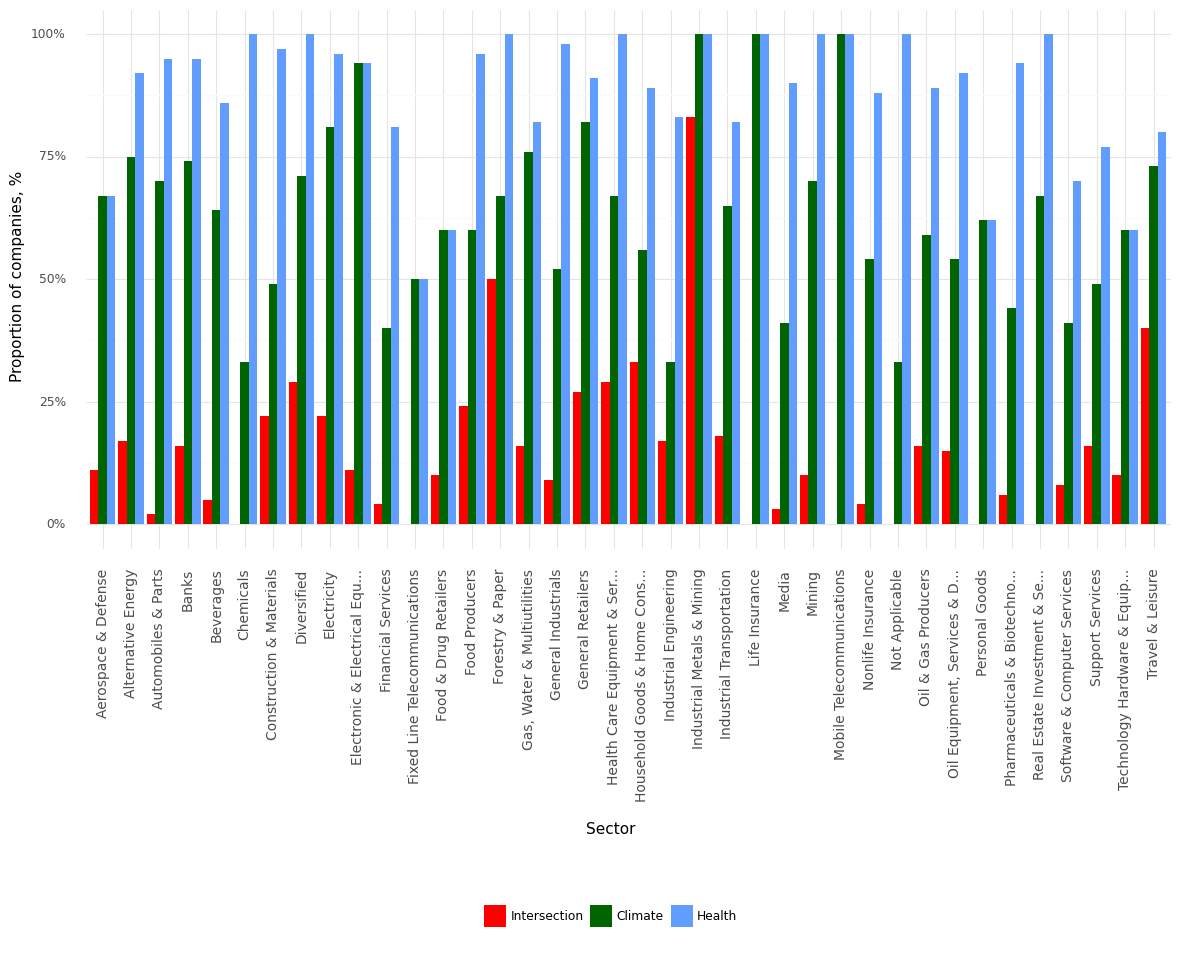 100%
75%
50%
25%
0%
Proportion of companies, %
Aerospace & Defense
Alternative Energy
Automobiles & Parts
Banks
Beverages
Chemicals
Construction & Materials
Diversified
Electricity
Electronic & Electrical Equ...
Financial Services
Fixed Line Telecommunications
Food & Drug Retailers
Food Producers
Forestry & Paper
Gas, Water & Multiutilities
General Industrials
General Retailers
Health Care Equipment & Ser...
Household Goods & Home Cons...
Industrial Engineering
Industrial Metals & Mining
Industrial Transportation
Life Insurance
Media
Mining
Mobile Telecommunications
Nonlife Insurance
Not Applicable
Oil & Gas Producers
Oil Equipment, Services & D...
Personal Goods
Pharmaceuticals & Biotechno...
Real Estate Investment & Se...
Software & Computer Services
Support Services
Technology Hardware & Equip...
Travel & Leisure
Sector
Intersection Climate Health